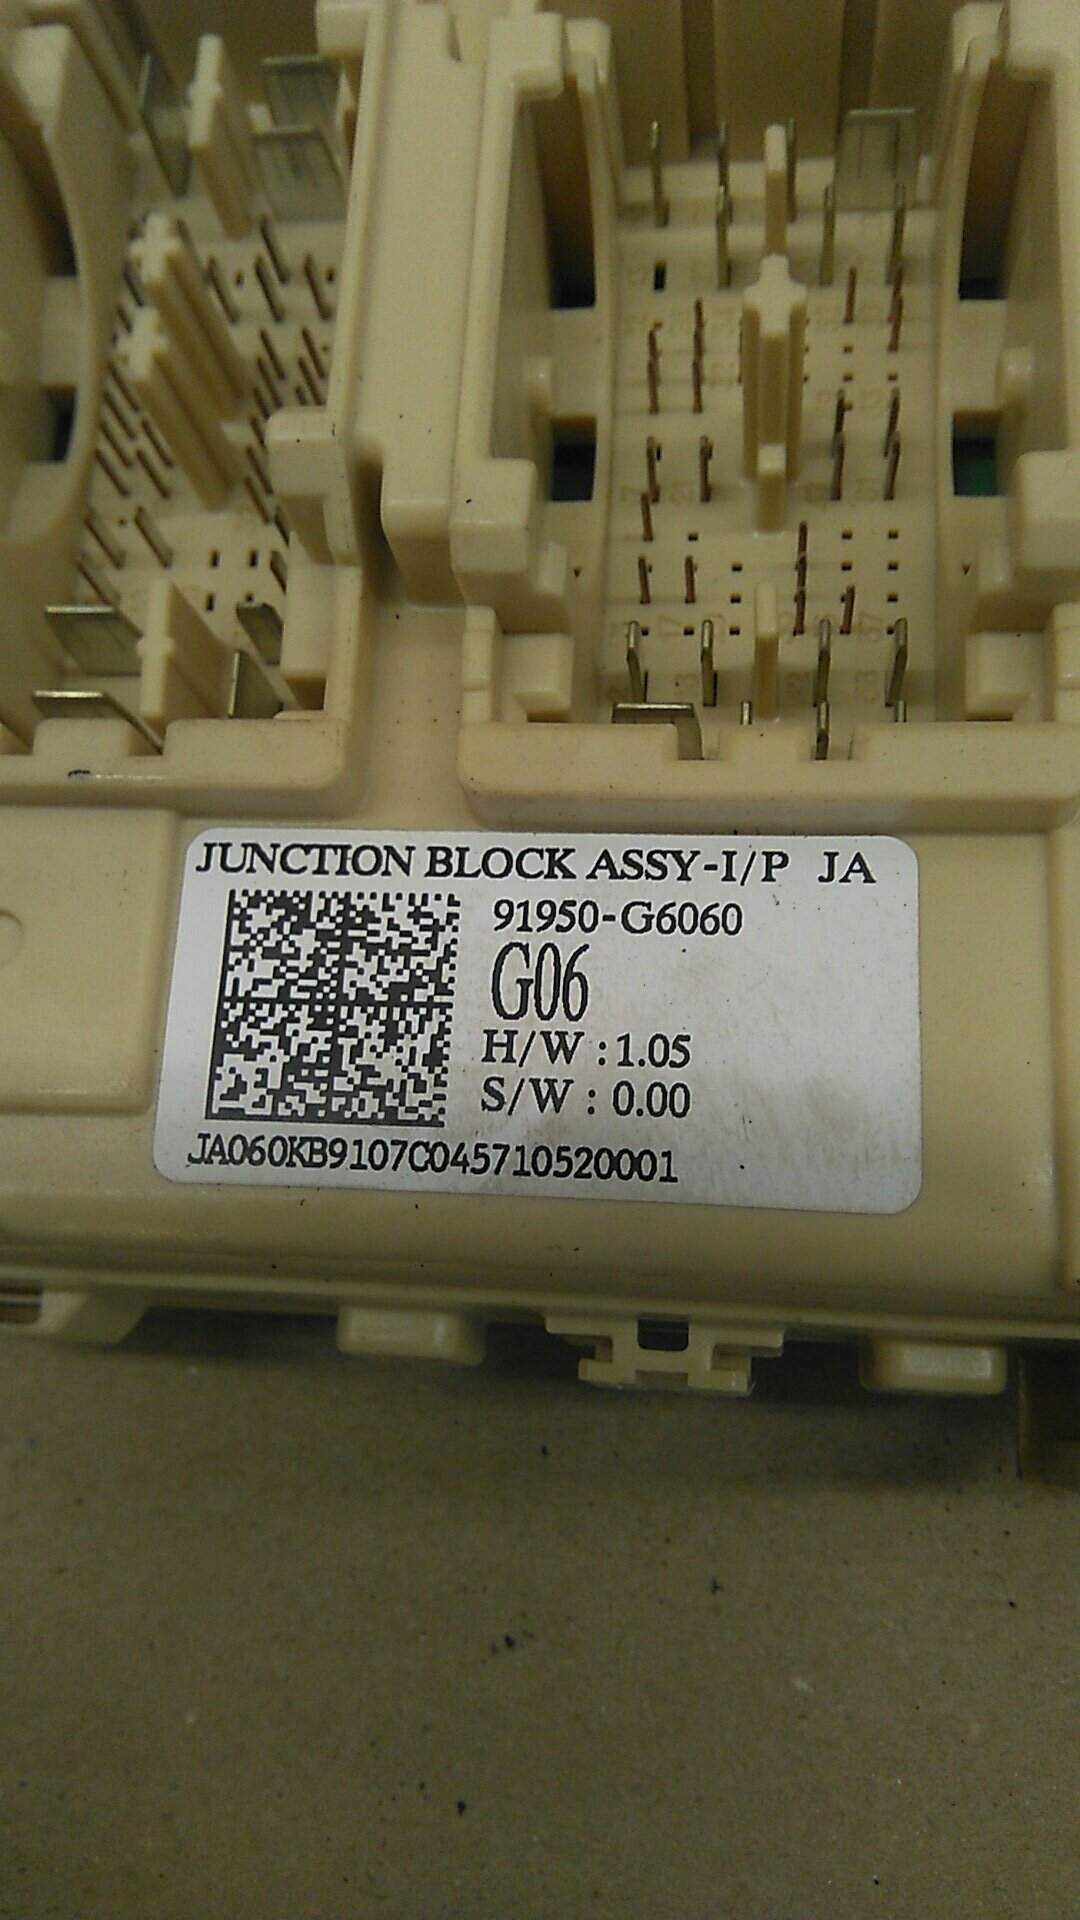 JUNCTION BLOCK ASSY-I/P JA
91950-G6060
G06
H/W : 1.05
S/W : 0.00
JA060KB9107C045710520001